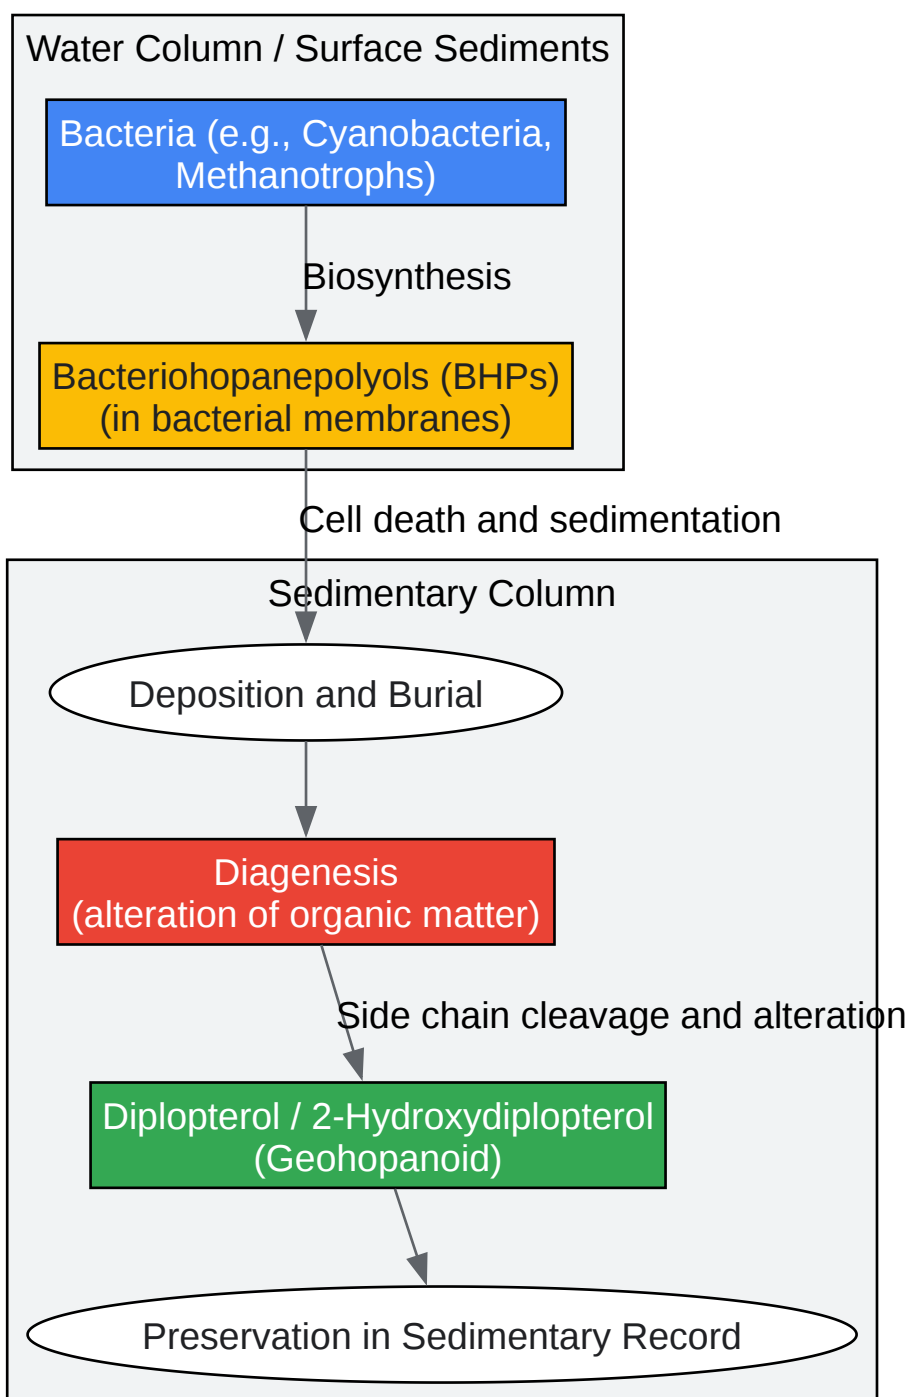 Water Column / Surface Sediments
Bacteria (e.g., Cyanobacteria,
Methanotrophs)
Biosynthesis
Bacteriohopanepolyols (BHPs)
(in bacterial membranes)
Cell death and sedimentation
Sedimentary Column
Deposition and Burial
Diagenesis
(alteration of organic matter)
Side chain cleavage and alteration
Diplopterol / 2-Hydroxydiplopterol
(Geohopanoid)
Preservation in Sedimentary Record